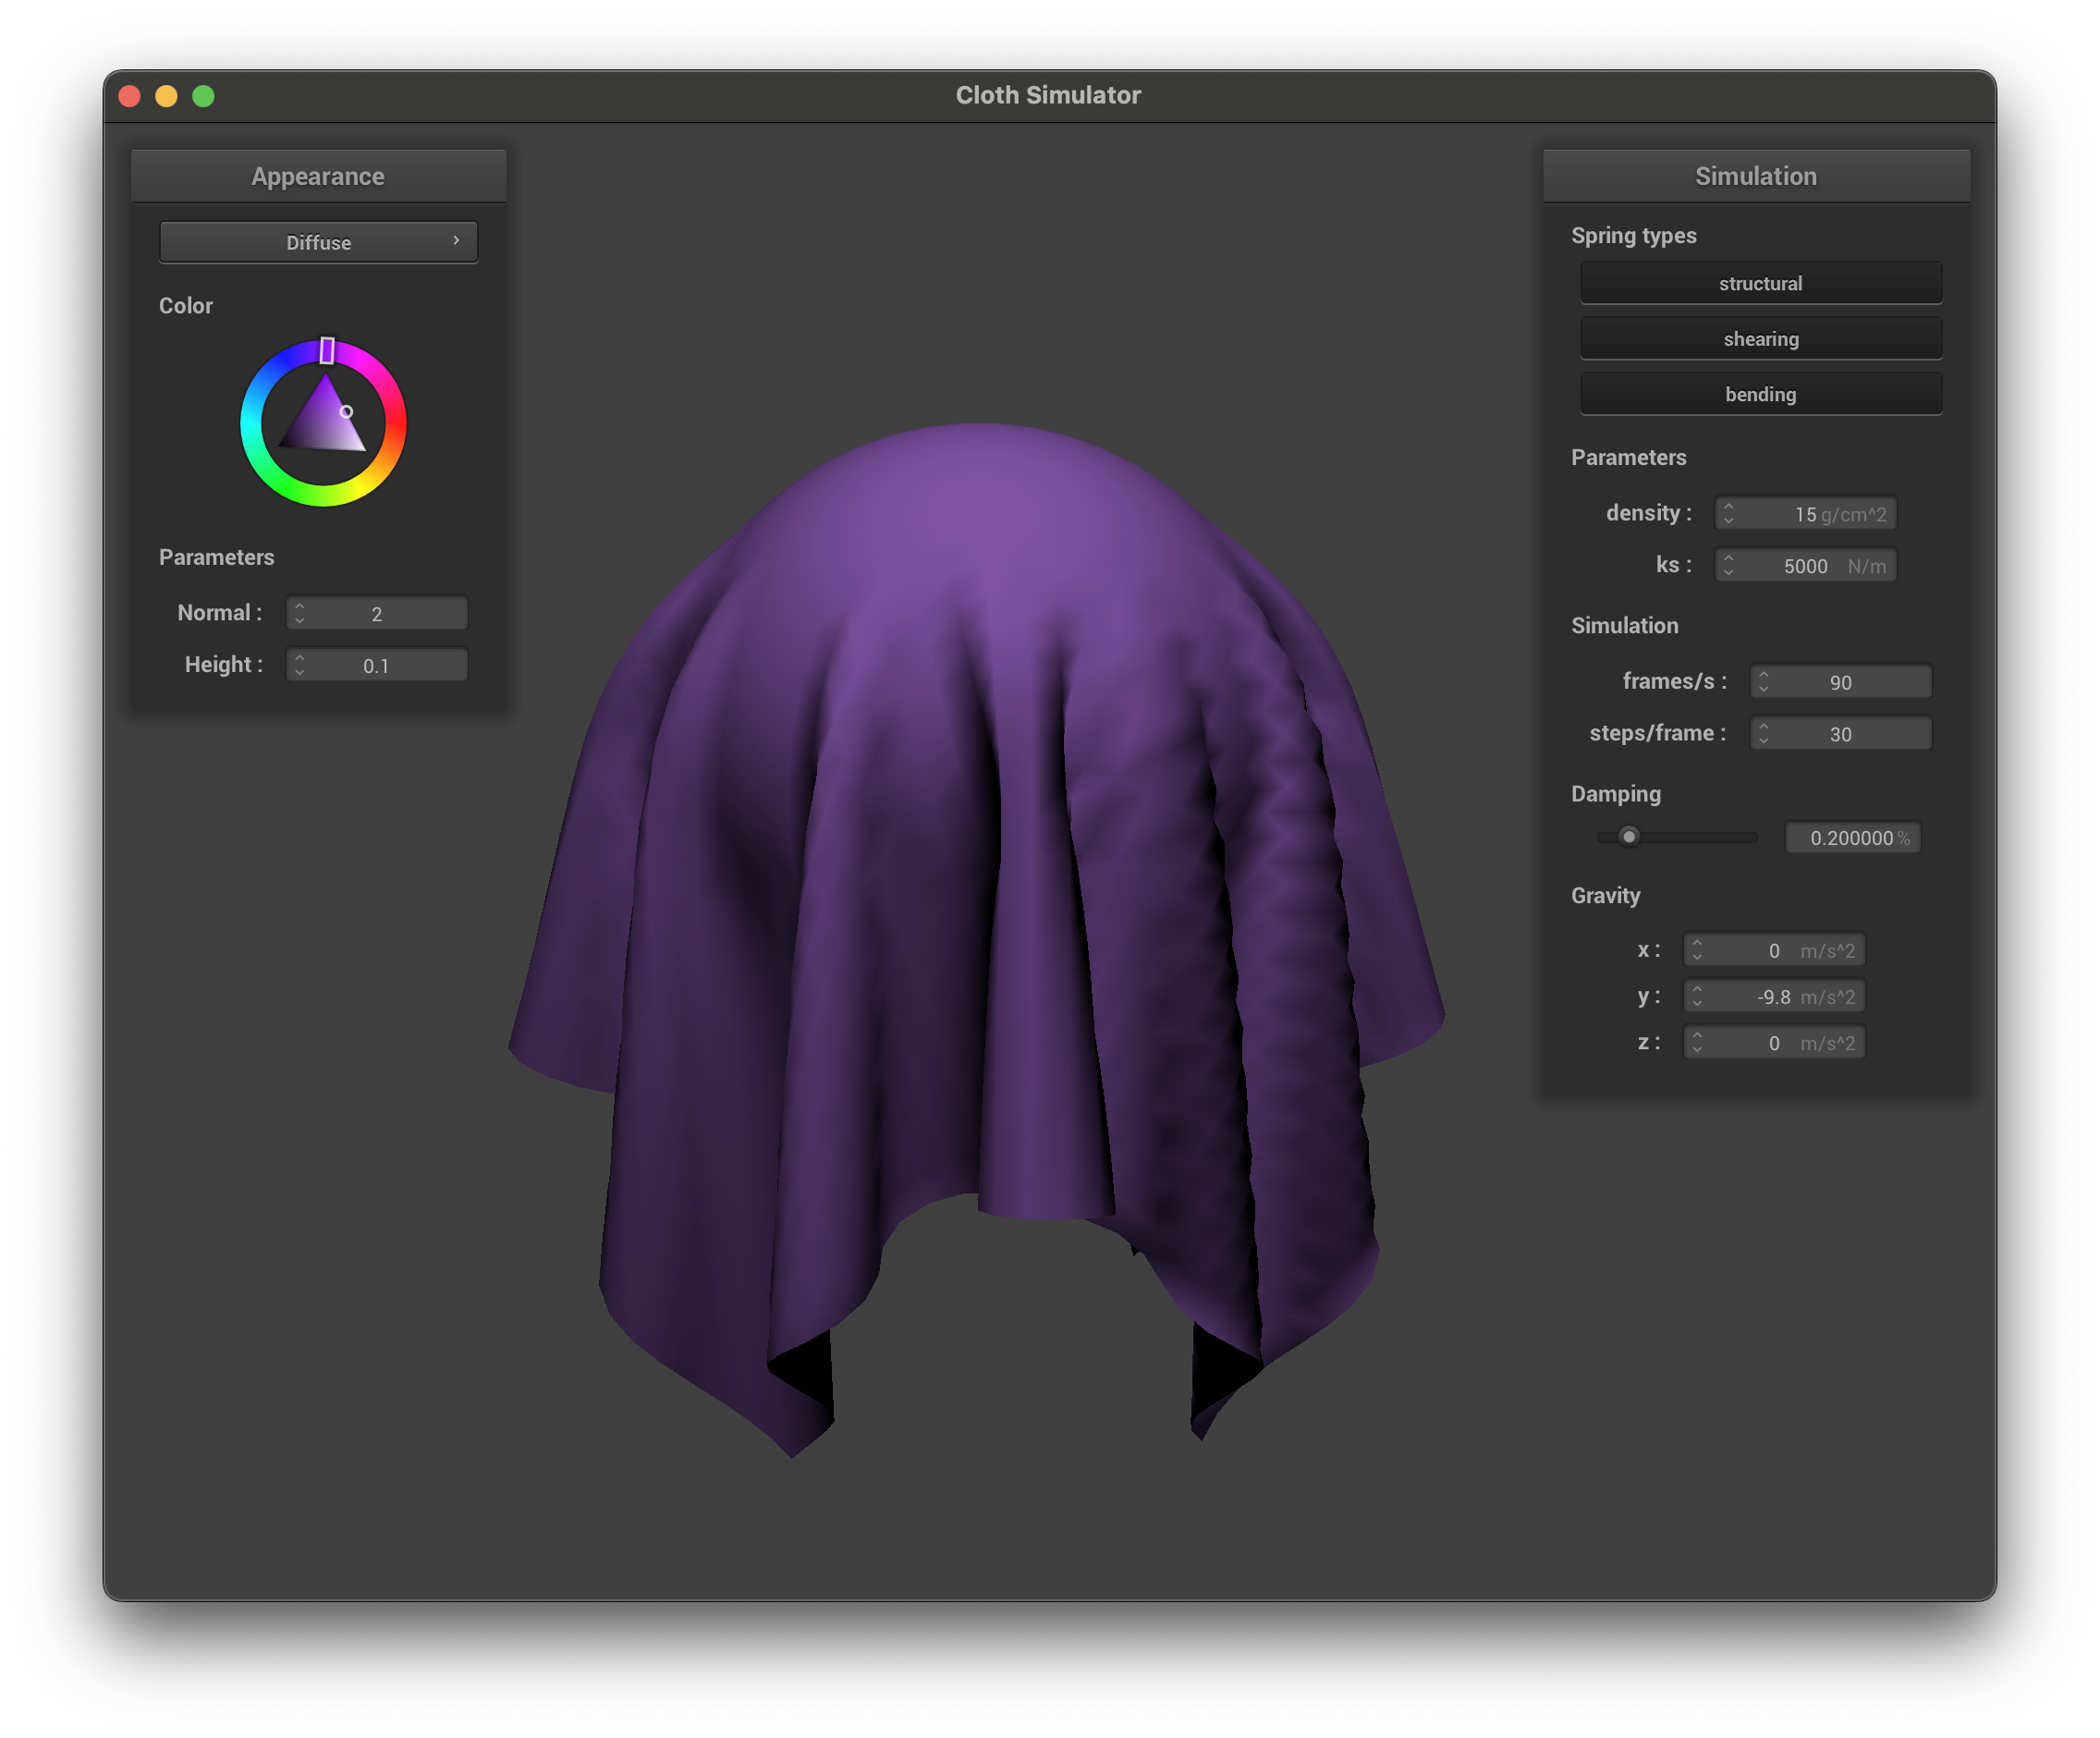 Cloth Simulator
Appearance
Diffuse
Color
Parameters
Normal : 2
Height : 0.1
Simulation
Spring types
structural
shearing
bending
Parameters
density : 15 g/cm^2
ks : 5000 N/m
Simulation
frames/s : 90
steps/frame : 30
Damping
0.200000 %
Gravity
x : 0 m/s^2
y : -9.8 m/s^2
z : 0 m/s^2